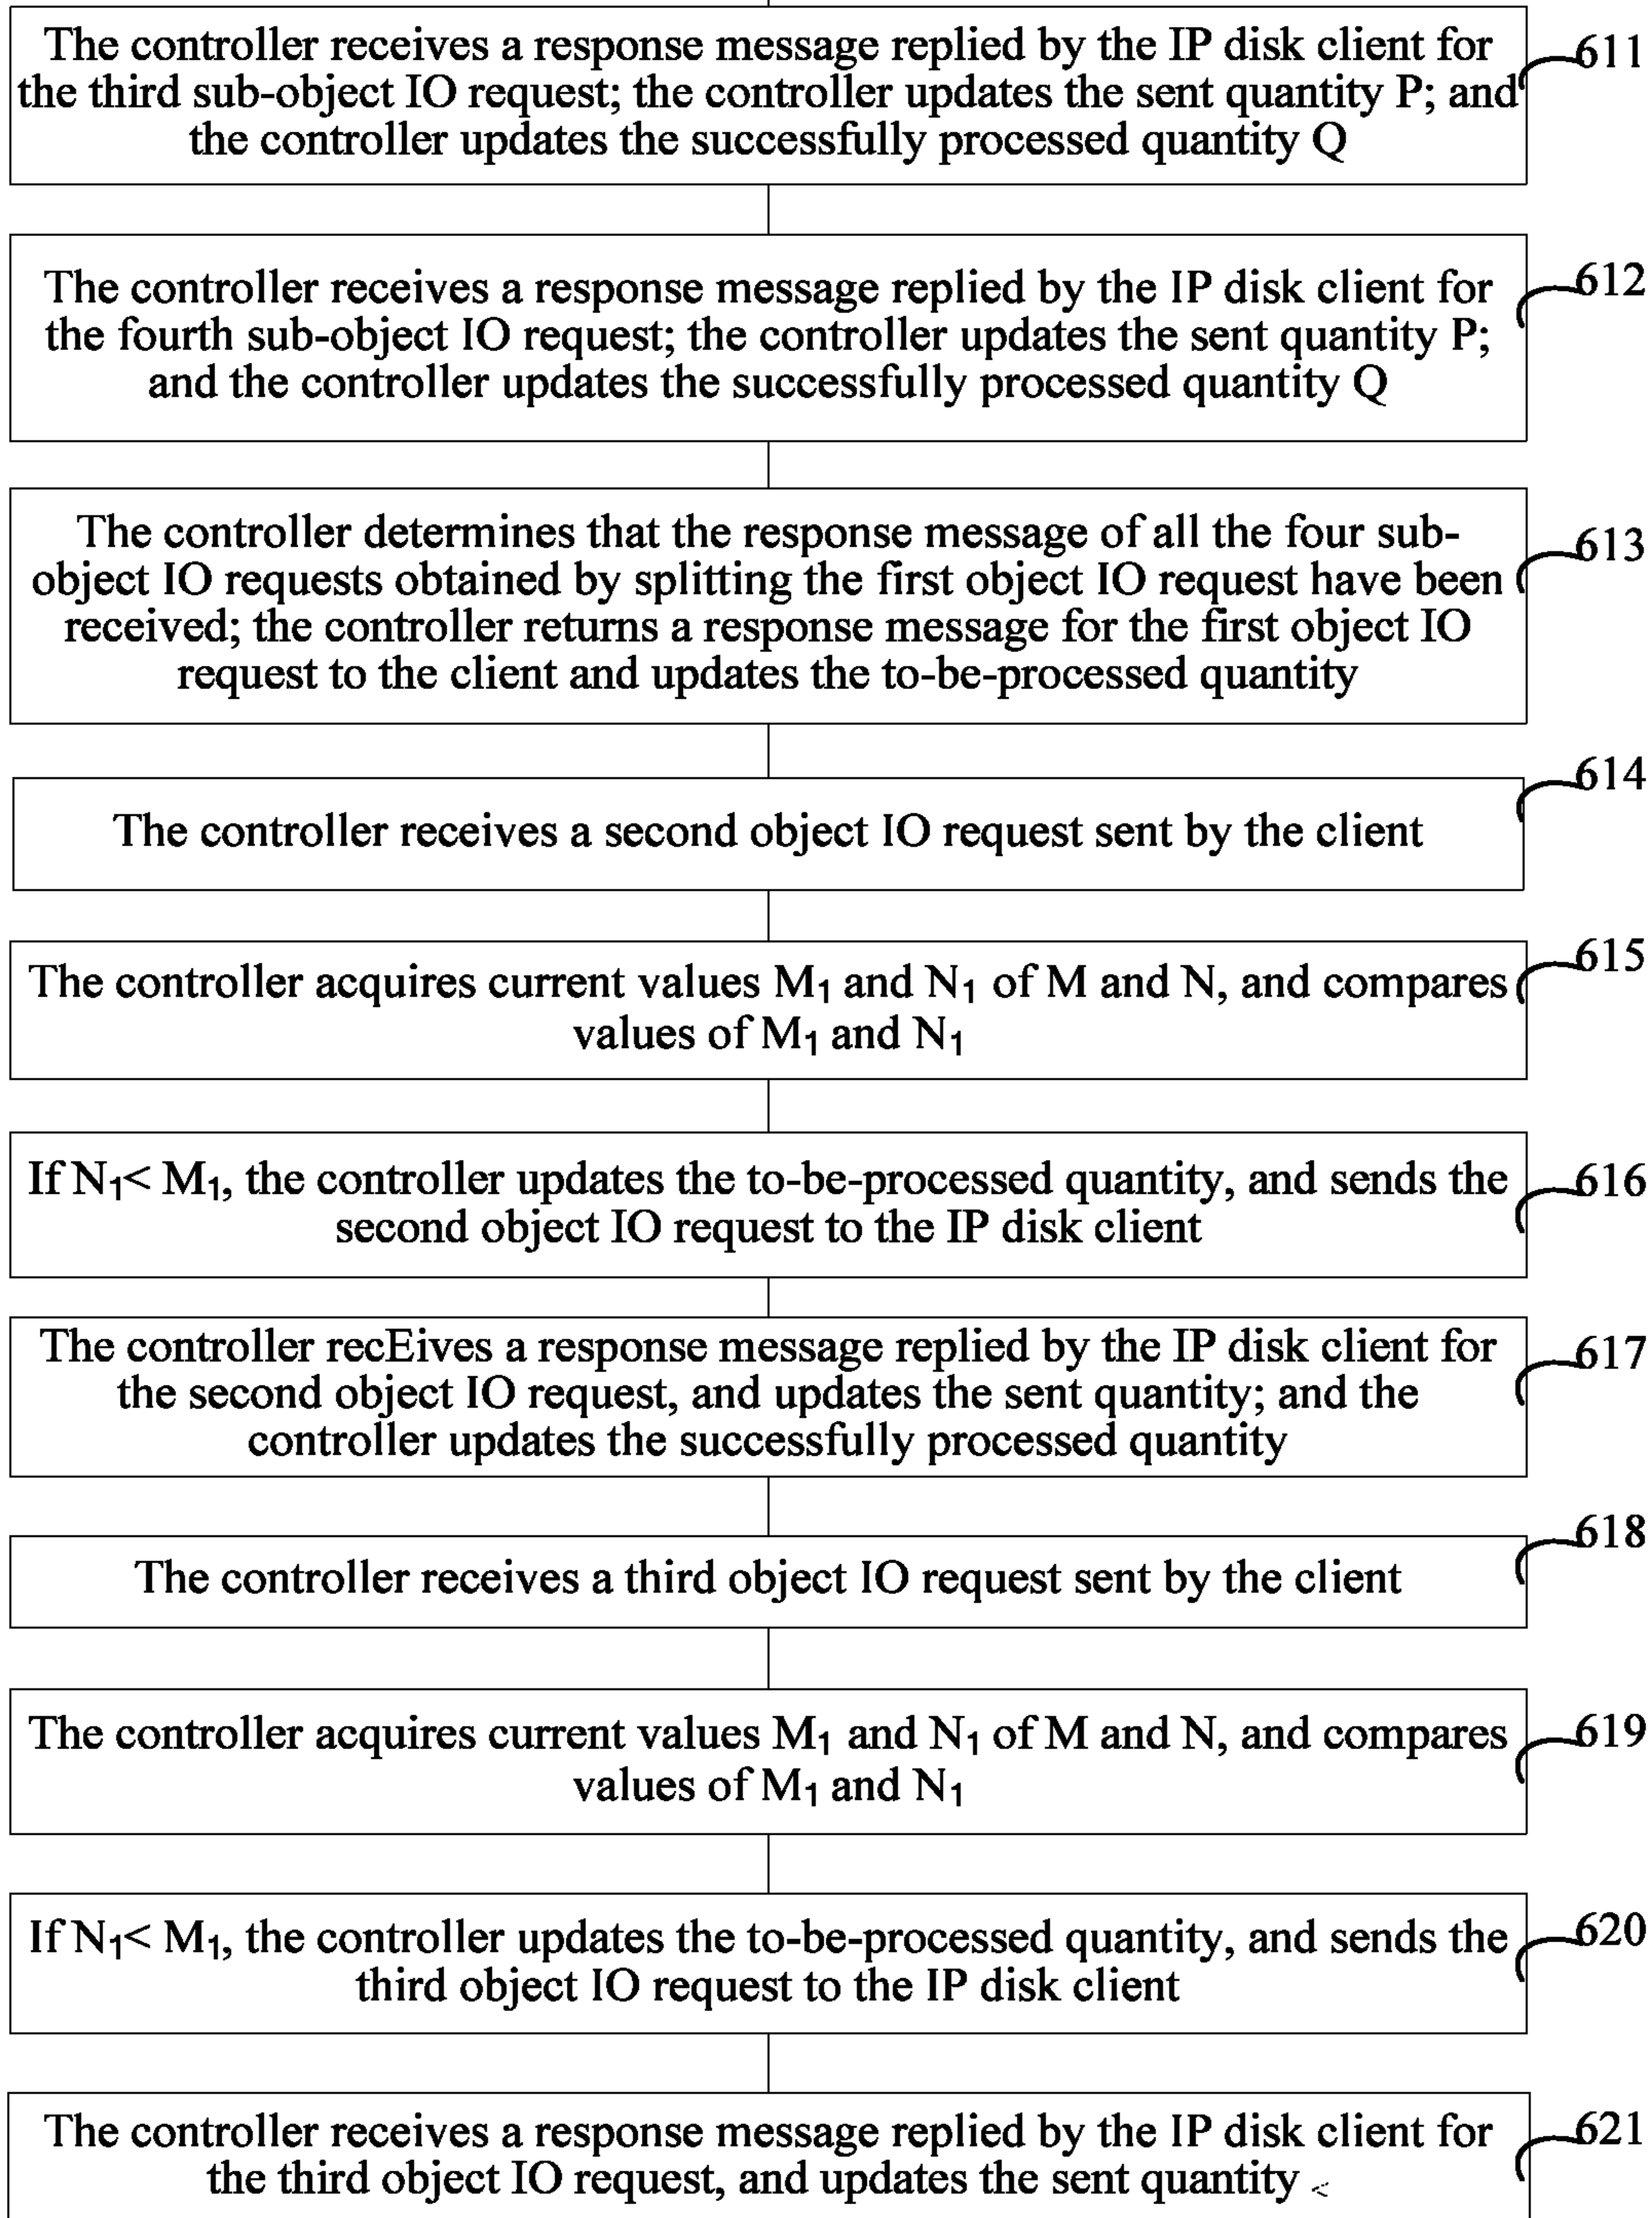 The controller receives a response message replied by the IP disk client for
the third sub-object IO request; the controller updates the sent quantity P; and
the controller updates the successfully processed quantity Q
611
The controller receives a response message replied by the IP disk client for
the fourth sub-object IO request; the controller updates the sent quantity P;
and the controller updates the successfully processed quantity Q
612
The controller determines that the response message of all the four sub-
object IO requests obtained by splitting the first object IO request have been
received; the controller returns a response message for the first object IO
request to the client and updates the to-be-processed quantity
613
The controller receives a second object IO request sent by the client
614
The controller acquires current values M₁ and N₁ of M and N, and compares
values of M₁ and N₁
615
If N₁< M₁, the controller updates the to-be-processed quantity, and sends the
second object IO request to the IP disk client
616
The controller recEives a response message replied by the IP disk client for
the second object IO request, and updates the sent quantity; and the
controller updates the successfully processed quantity
617
The controller receives a third object IO request sent by the client
618
The controller acquires current values M₁ and N₁ of M and N, and compares
values of M₁ and N₁
619
If N₁< M₁, the controller updates the to-be-processed quantity, and sends the
third object IO request to the IP disk client
620
The controller receives a response message replied by the IP disk client for
the third object IO request, and updates the sent quantity <
621